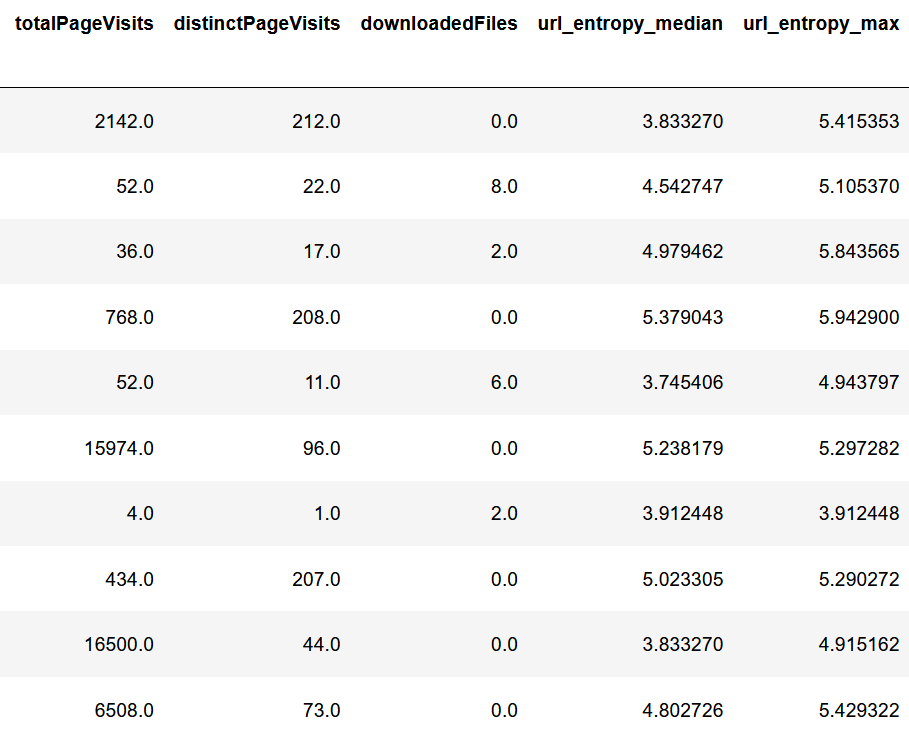 totalPageVisits distinctPageVisits downloadedFiles url_entropy_median url_entropy_max
2142.0 212.0 0.0 3.833270 5.415353
52.0 22.0 8.0 4.542747 5.105370
36.0 17.0 2.0 4.979462 5.843565
768.0 208.0 0.0 5.379043 5.942900
52.0 11.0 6.0 3.745406 4.943797
15974.0 96.0 0.0 5.238179 5.297282
4.0 1.0 2.0 3.912448 3.912448
434.0 207.0 0.0 5.023305 5.290272
16500.0 44.0 0.0 3.833270 4.915162
6508.0 73.0 0.0 4.802726 5.429322